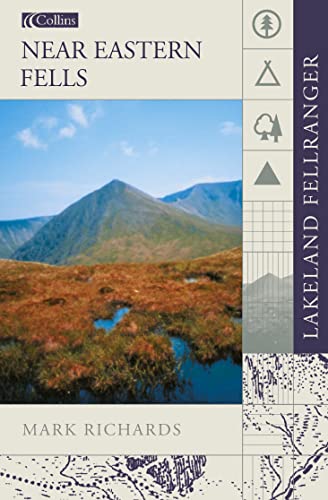 Collins
NEAR EASTERN
FELLS
LAKELAND FELLRANGER
MARK RICHARDS